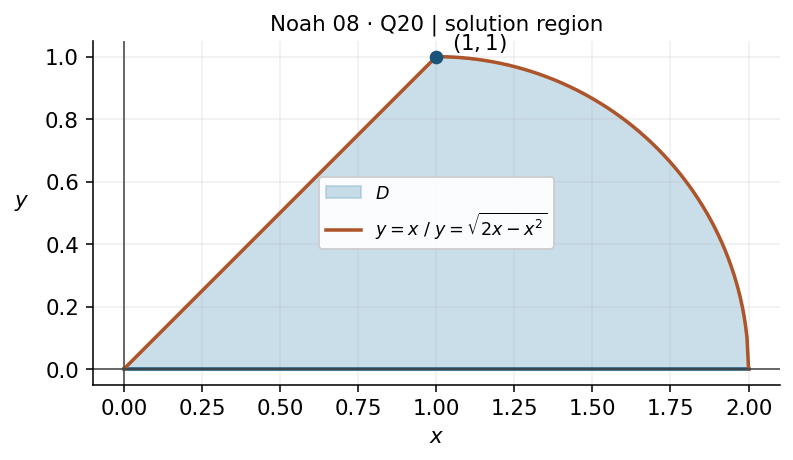 Noah 08 · Q20 | solution region
(1, 1)
1.0
0.8
0.6
0.4
0.2
0.0
y
D
y = x / y = √(2x − x²)
0.00 0.25 0.50 0.75 1.00 1.25 1.50 1.75 2.00
x